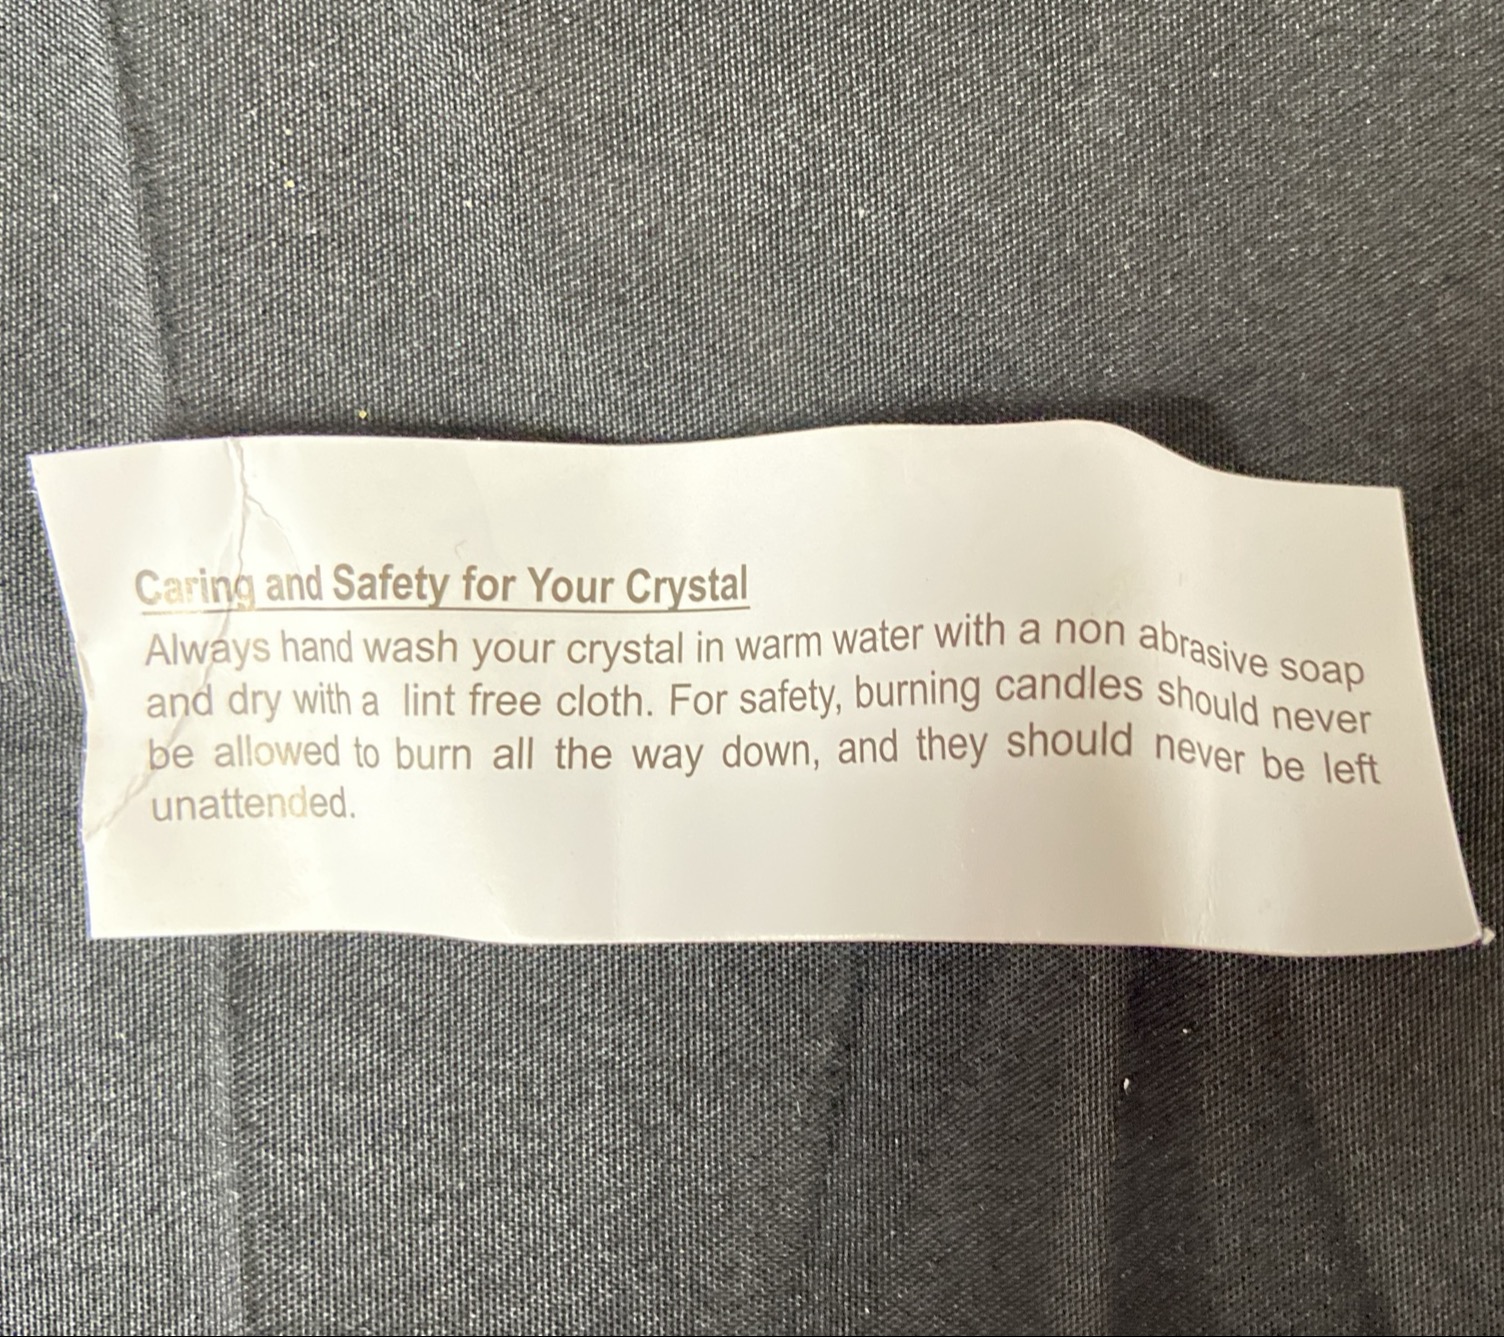 Caring and Safety for Your Crystal
Always hand wash your crystal in warm water with a non abrasive soap
and dry with a lint free cloth. For safety, burning candles should never
be allowed to burn all the way down, and they should never be left
unattended.